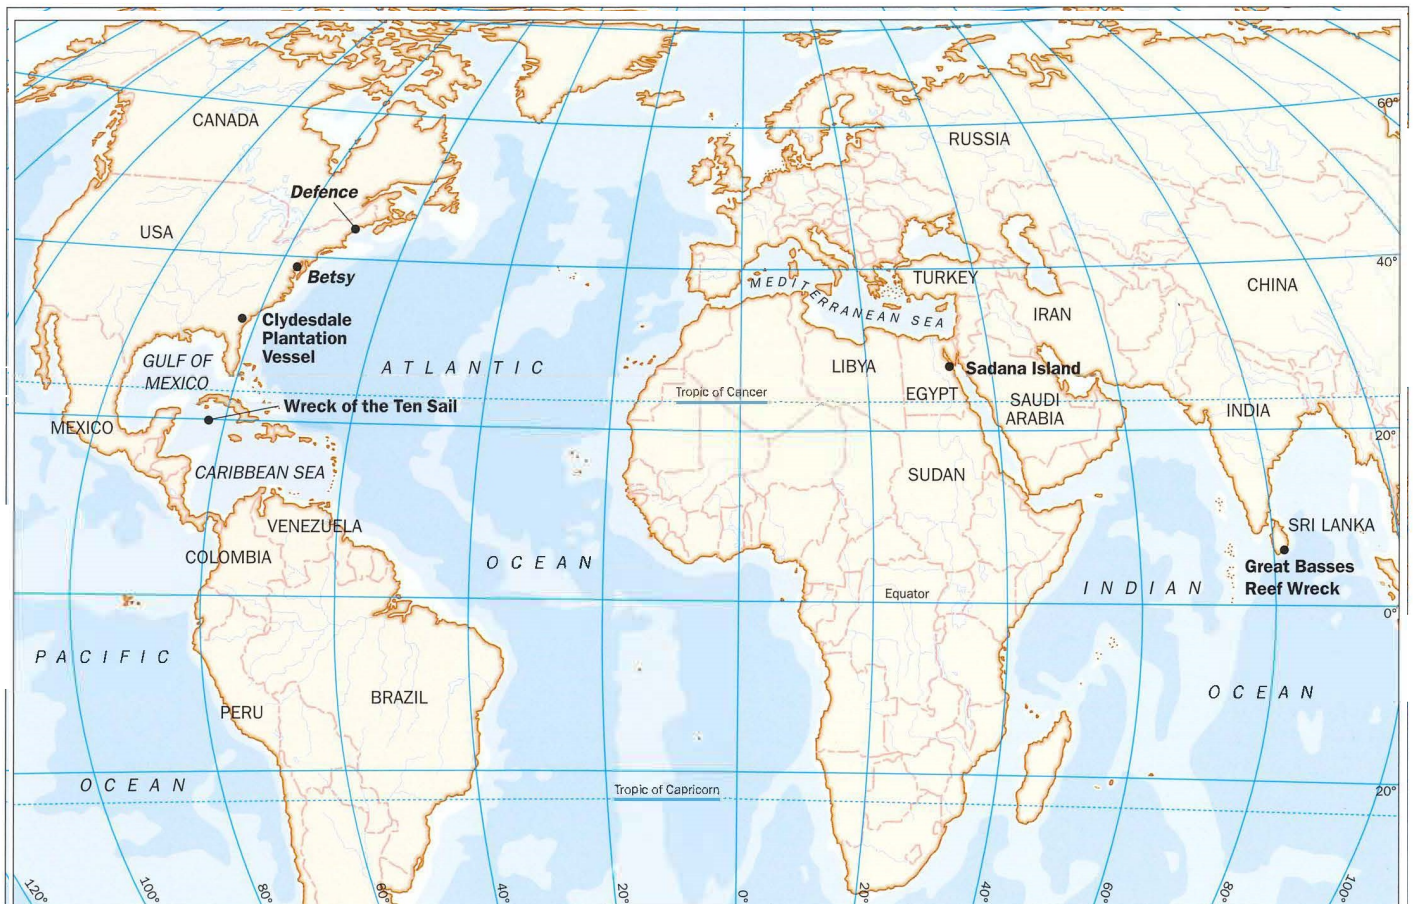 CANADA
RUSSIA
60°
Defence
USA
40°
Betsy
TURKEY
CHINA
MEDITERRANEAN SEA
IRAN
Clydesdale
Plantation
Vessel
GULF OF
MEXICO
ATLANTIC
LIBYA
Sadana Island
Tropic of Cancer
EGYPT
SAUDI
ARABIA
Wreck of the Ten Sail
INDIA
MEXICO
20°
CARIBBEAN SEA
SUDAN
VENEZUELA
SRI LANKA
COLOMBIA
OCEAN
Great Basses
Reef Wreck
INDIAN
Equator
0°
PACIFIC
OCEAN
BRAZIL
PERU
OCEAN
Tropic of Capricorn
20°
120°
100°
80°
60°
40°
20°
0°
20°
40°
60°
80°
100°